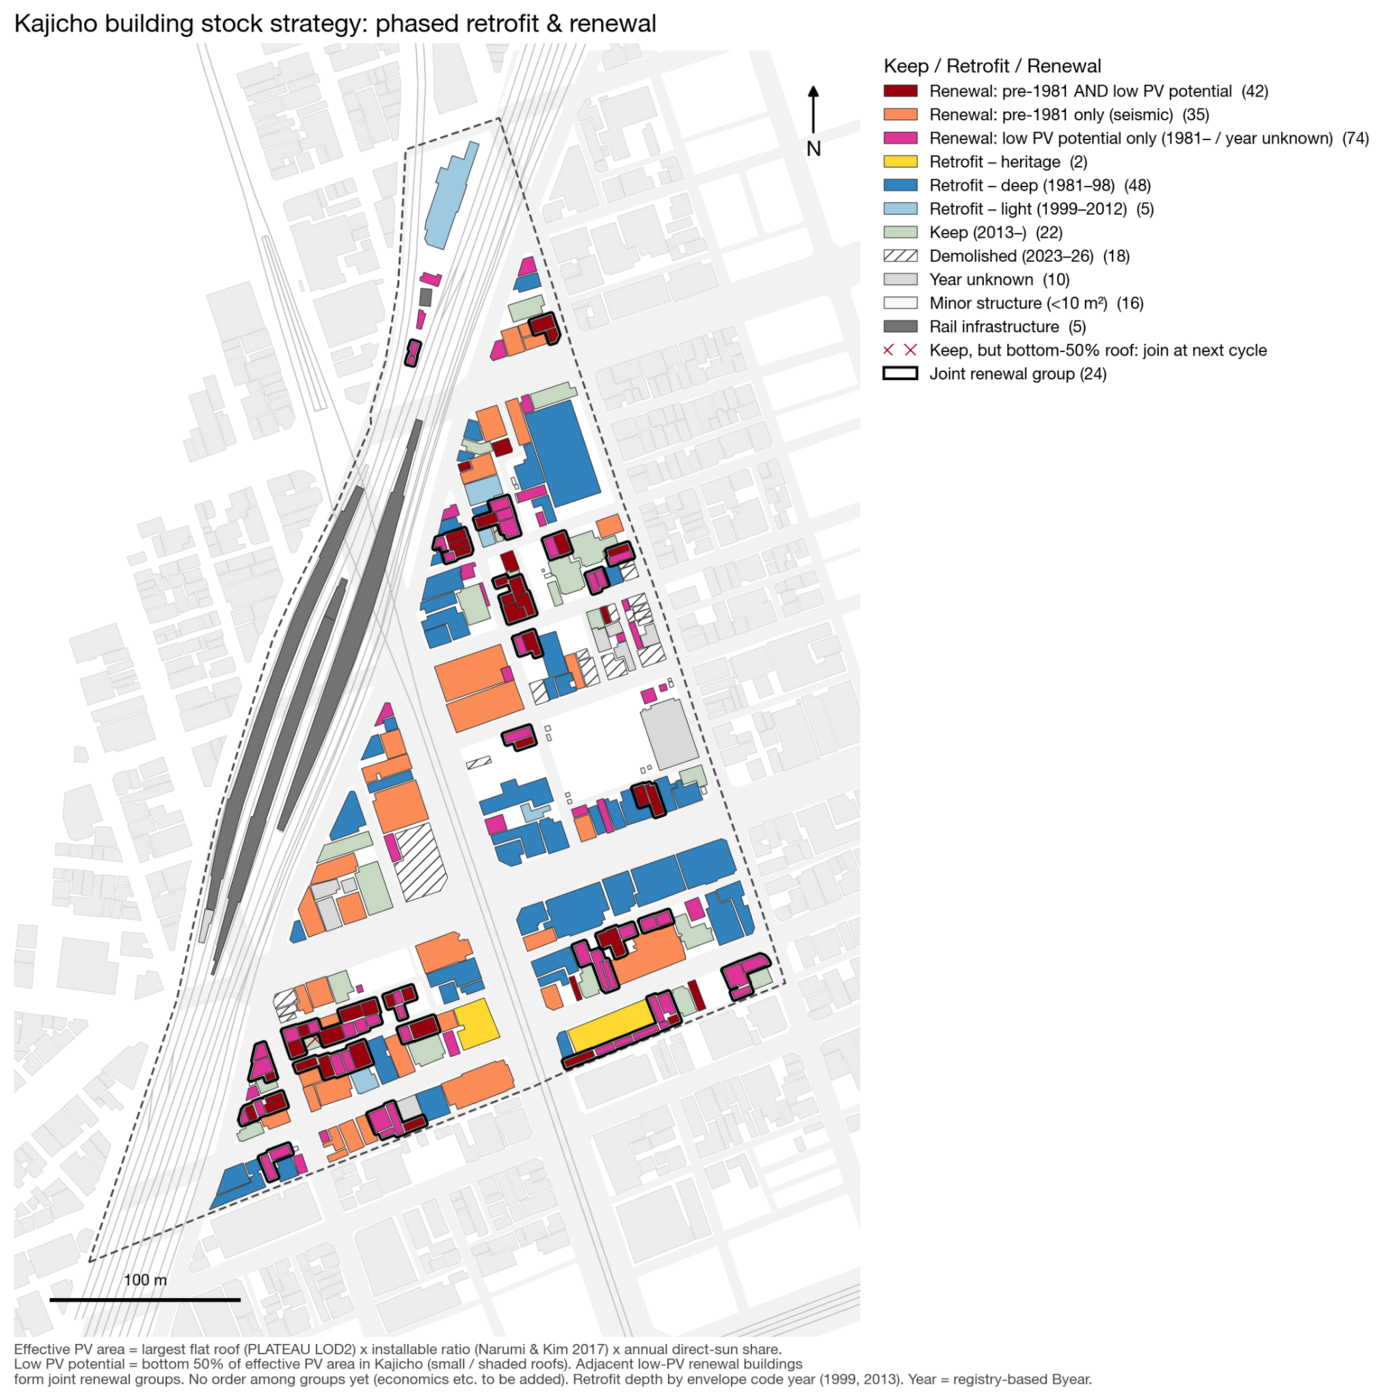 Kajicho building stock strategy: phased retrofit & renewal
Keep / Retrofit / Renewal
Renewal: pre-1981 AND low PV potential (42)
Renewal: pre-1981 only (seismic) (35)
Renewal: low PV potential only (1981– / year unknown) (74)
Retrofit – heritage (2)
Retrofit – deep (1981–98) (48)
Retrofit – light (1999–2012) (5)
Keep (2013–) (22)
Demolished (2023–26) (18)
Year unknown (10)
Minor structure (<10 m²) (16)
Rail infrastructure (5)
Keep, but bottom-50% roof: join at next cycle
Joint renewal group (24)
N
100 m
Effective PV area = largest flat roof (PLATEAU LOD2) x installable ratio (Narumi & Kim 2017) x annual direct-sun share.
Low PV potential = bottom 50% of effective PV area in Kajicho (small / shaded roofs). Adjacent low-PV renewal buildings
form joint renewal groups. No order among groups yet (economics etc. to be added). Retrofit depth by envelope code year (1999, 2013). Year = registry-based Byear.